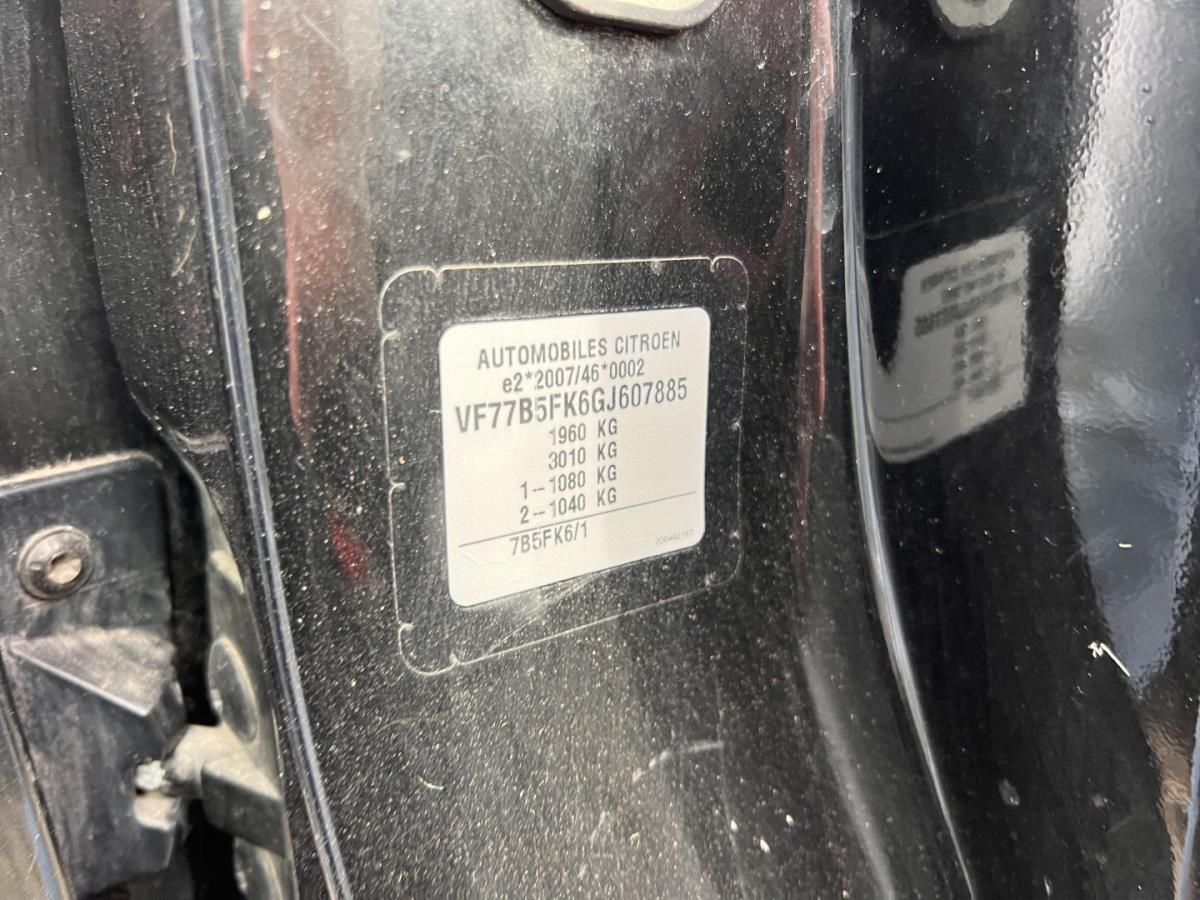 AUTOMOBILES CITROEN
e2*2007/46*0002
VF77B5FK6GJ607885
1960 KG
3010 KG
1--1080 KG
2--1040 KG
7B5FK6/1